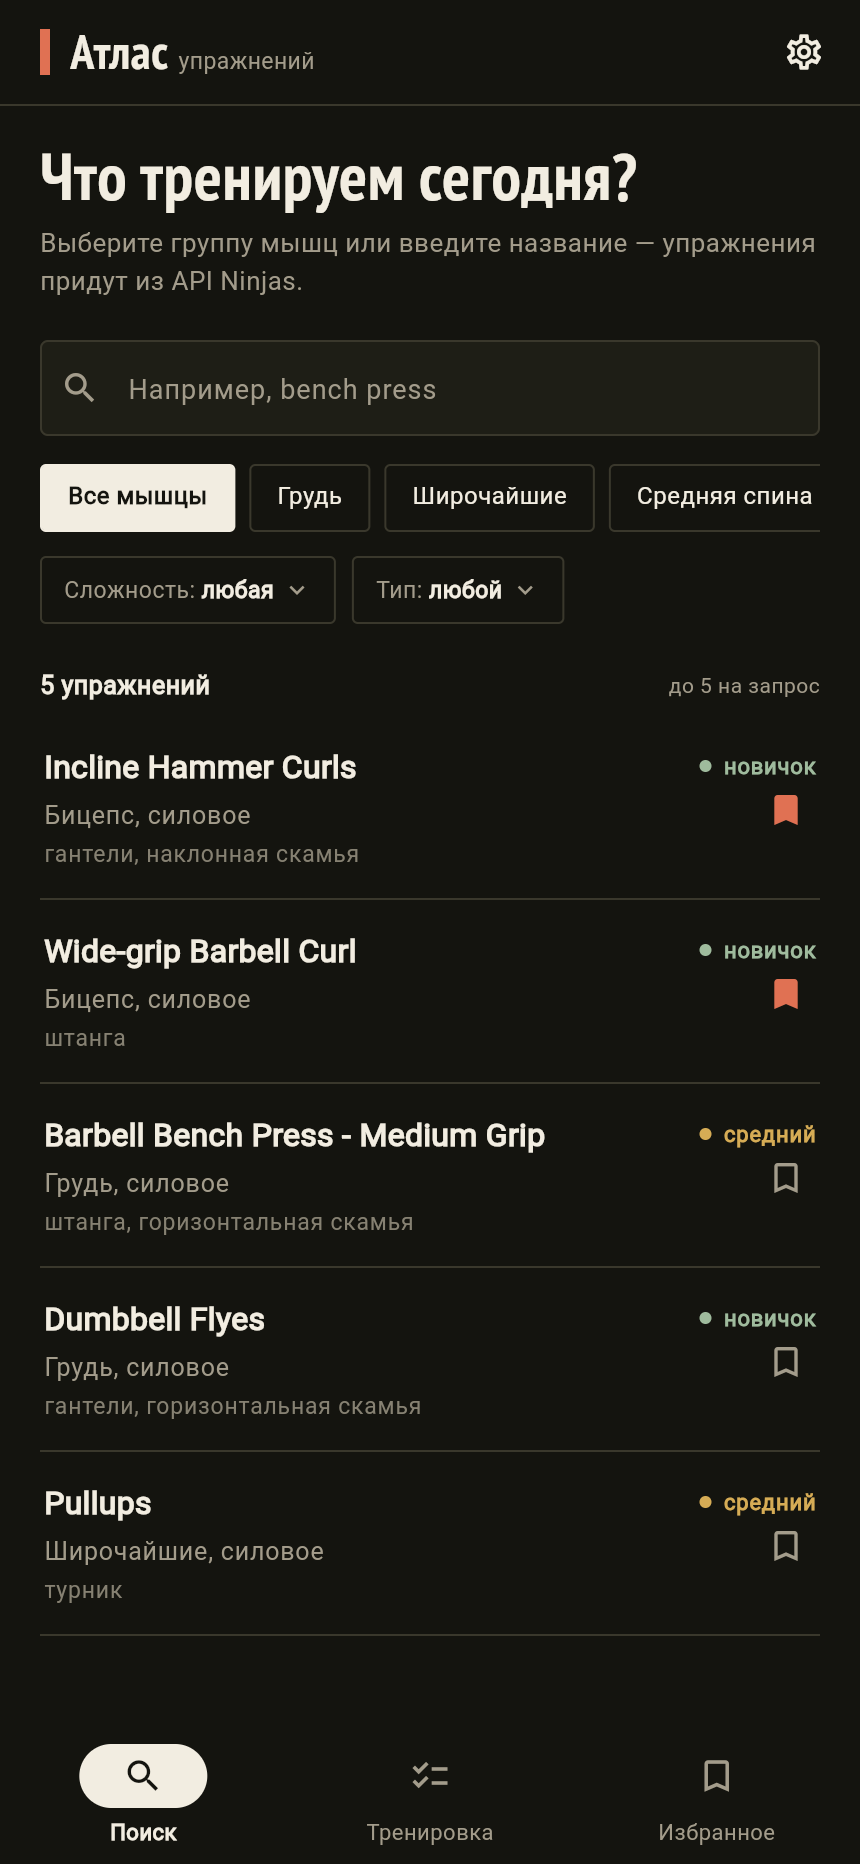 Атлас упражнений
Что тренируем сегодня?
Выберите группу мышц или введите название — упражнения
придут из API Ninjas.
Например, bench press
Все мышцы Грудь Широчайшие Средняя спина
Сложность: любая Тип: любой
5 упражнений до 5 на запрос
Incline Hammer Curls новичок
Бицепс, силовое
гантели, наклонная скамья
Wide-grip Barbell Curl новичок
Бицепс, силовое
штанга
Barbell Bench Press - Medium Grip средний
Грудь, силовое
штанга, горизонтальная скамья
Dumbbell Flyes новичок
Грудь, силовое
гантели, горизонтальная скамья
Pullups средний
Широчайшие, силовое
турник
Поиск Тренировка Избранное